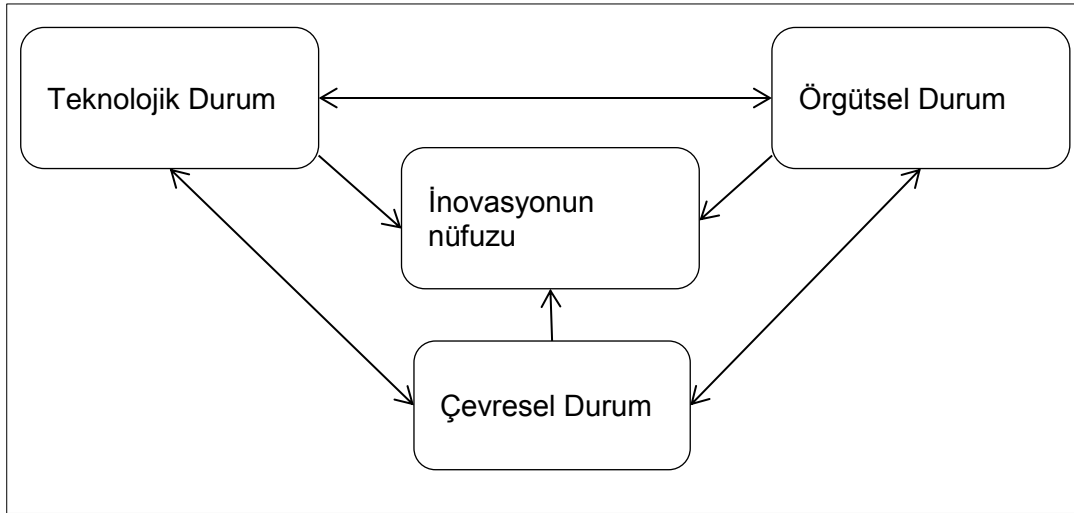 Teknolojik Durum
Örgütsel Durum
İnovasyonun
nüfuzu
Çevresel Durum